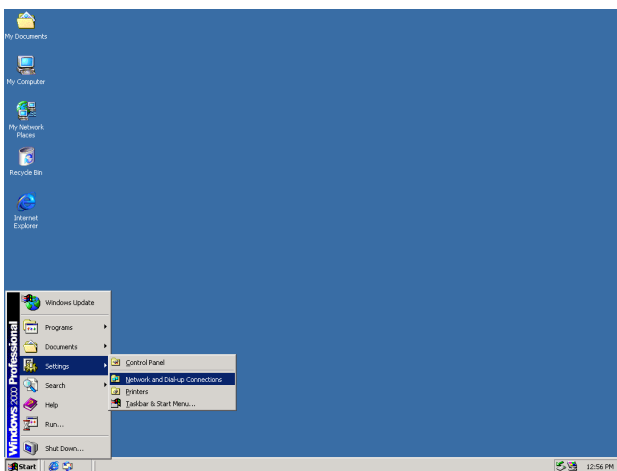 My Documents
My Computer
My Network
Places
Recycle Bin
Internet
Explorer
Windows 2000 Professional
Windows Update
Programs
Documents
Settings
Search
Help
Run...
Shut Down...
Control Panel
Network and Dial-up Connections
Printers
Taskbar & Start Menu...
Start
12:56 PM